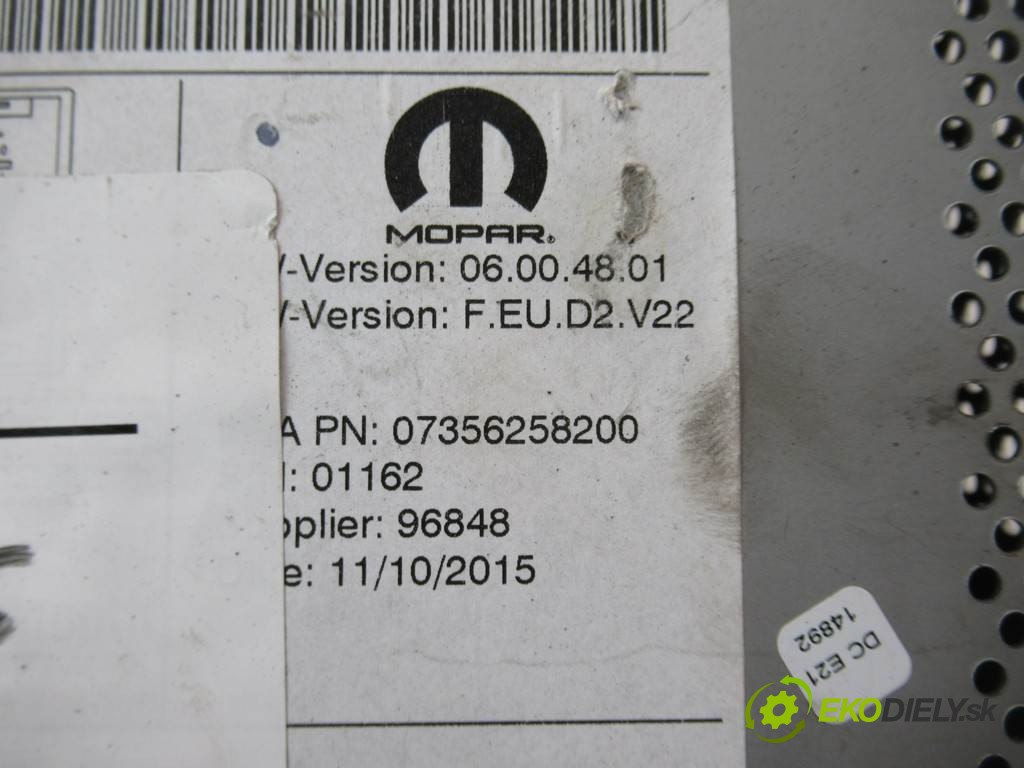 MOPAR®
-Version: 06.00.48.01
-Version: F.EU.D2.V22
A PN: 07356258200
: 01162
pplier: 96848
e: 11/10/2015
DC E21
14892
EKODIELY.sk